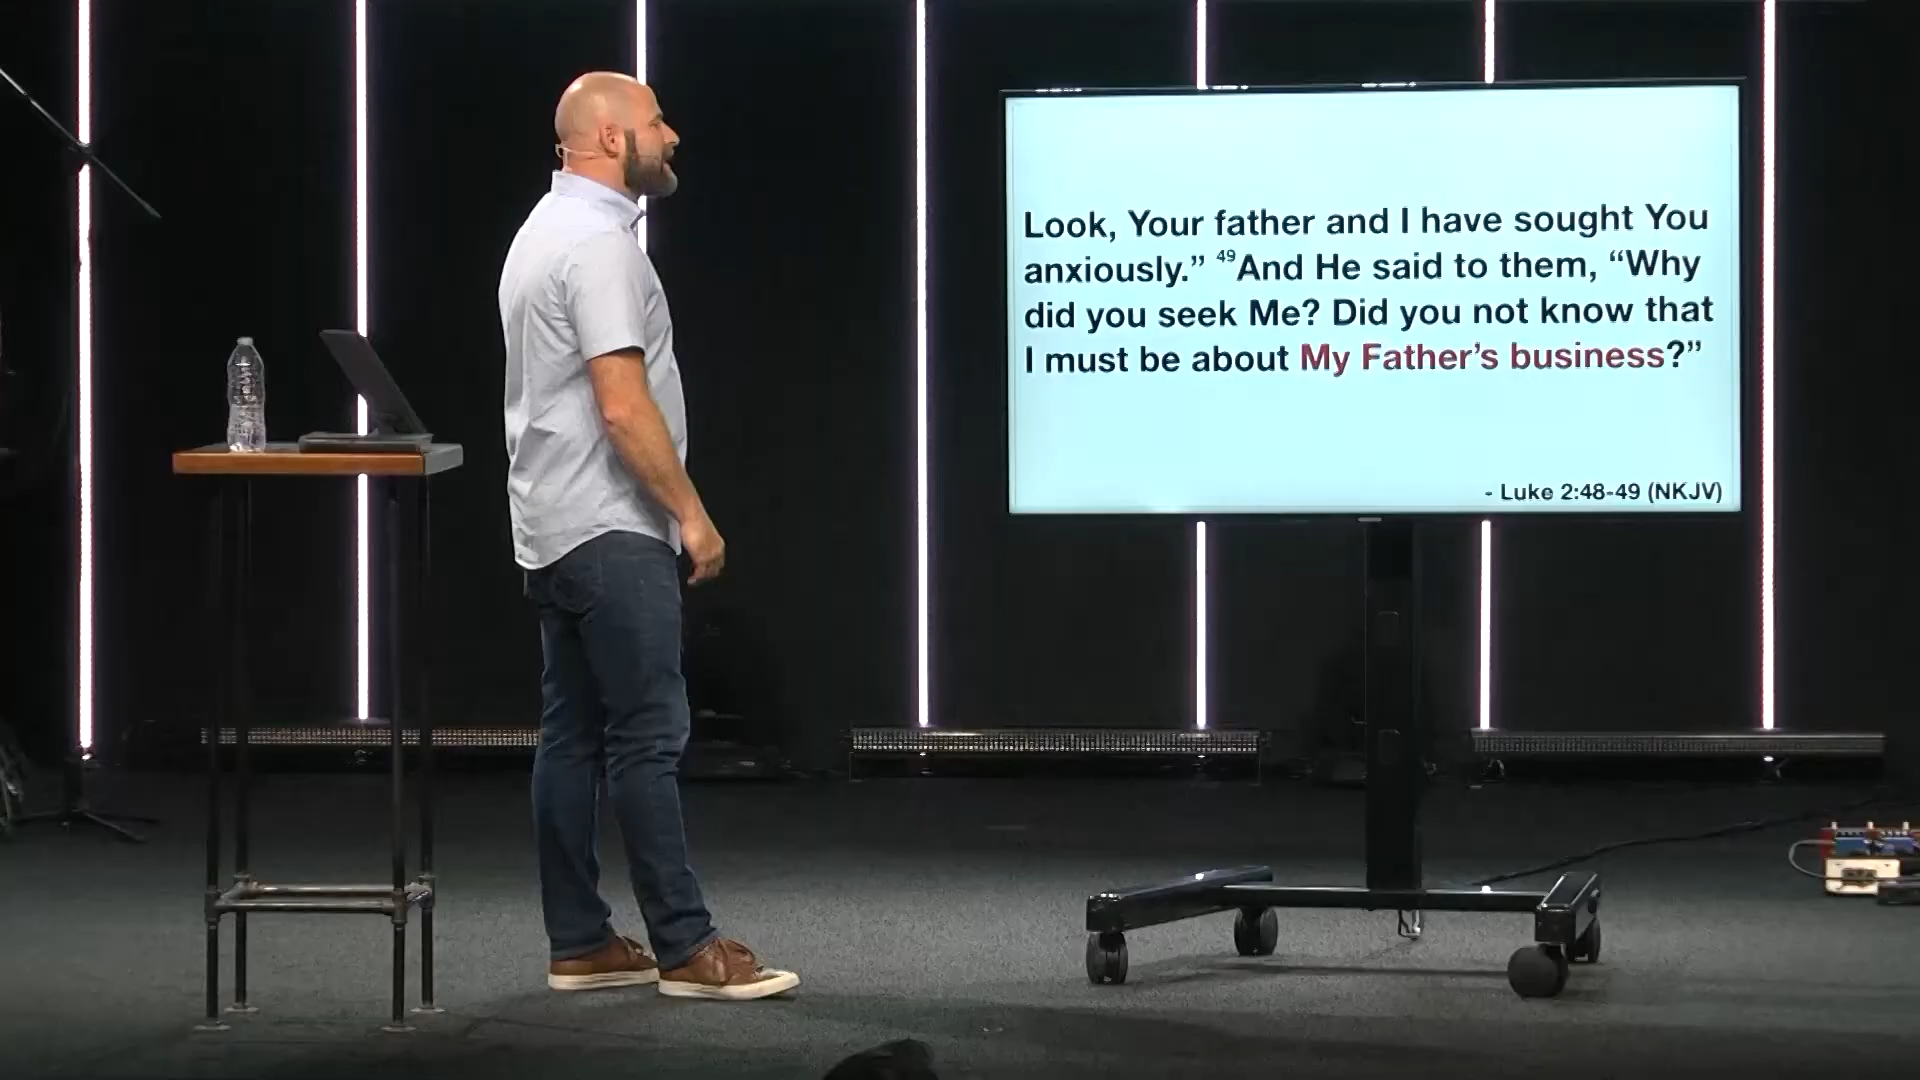 Look, Your father and I have sought You
anxiously.” ⁴⁹And He said to them, “Why
did you seek Me? Did you not know that
I must be about My Father’s business?”
- Luke 2:48-49 (NKJV)